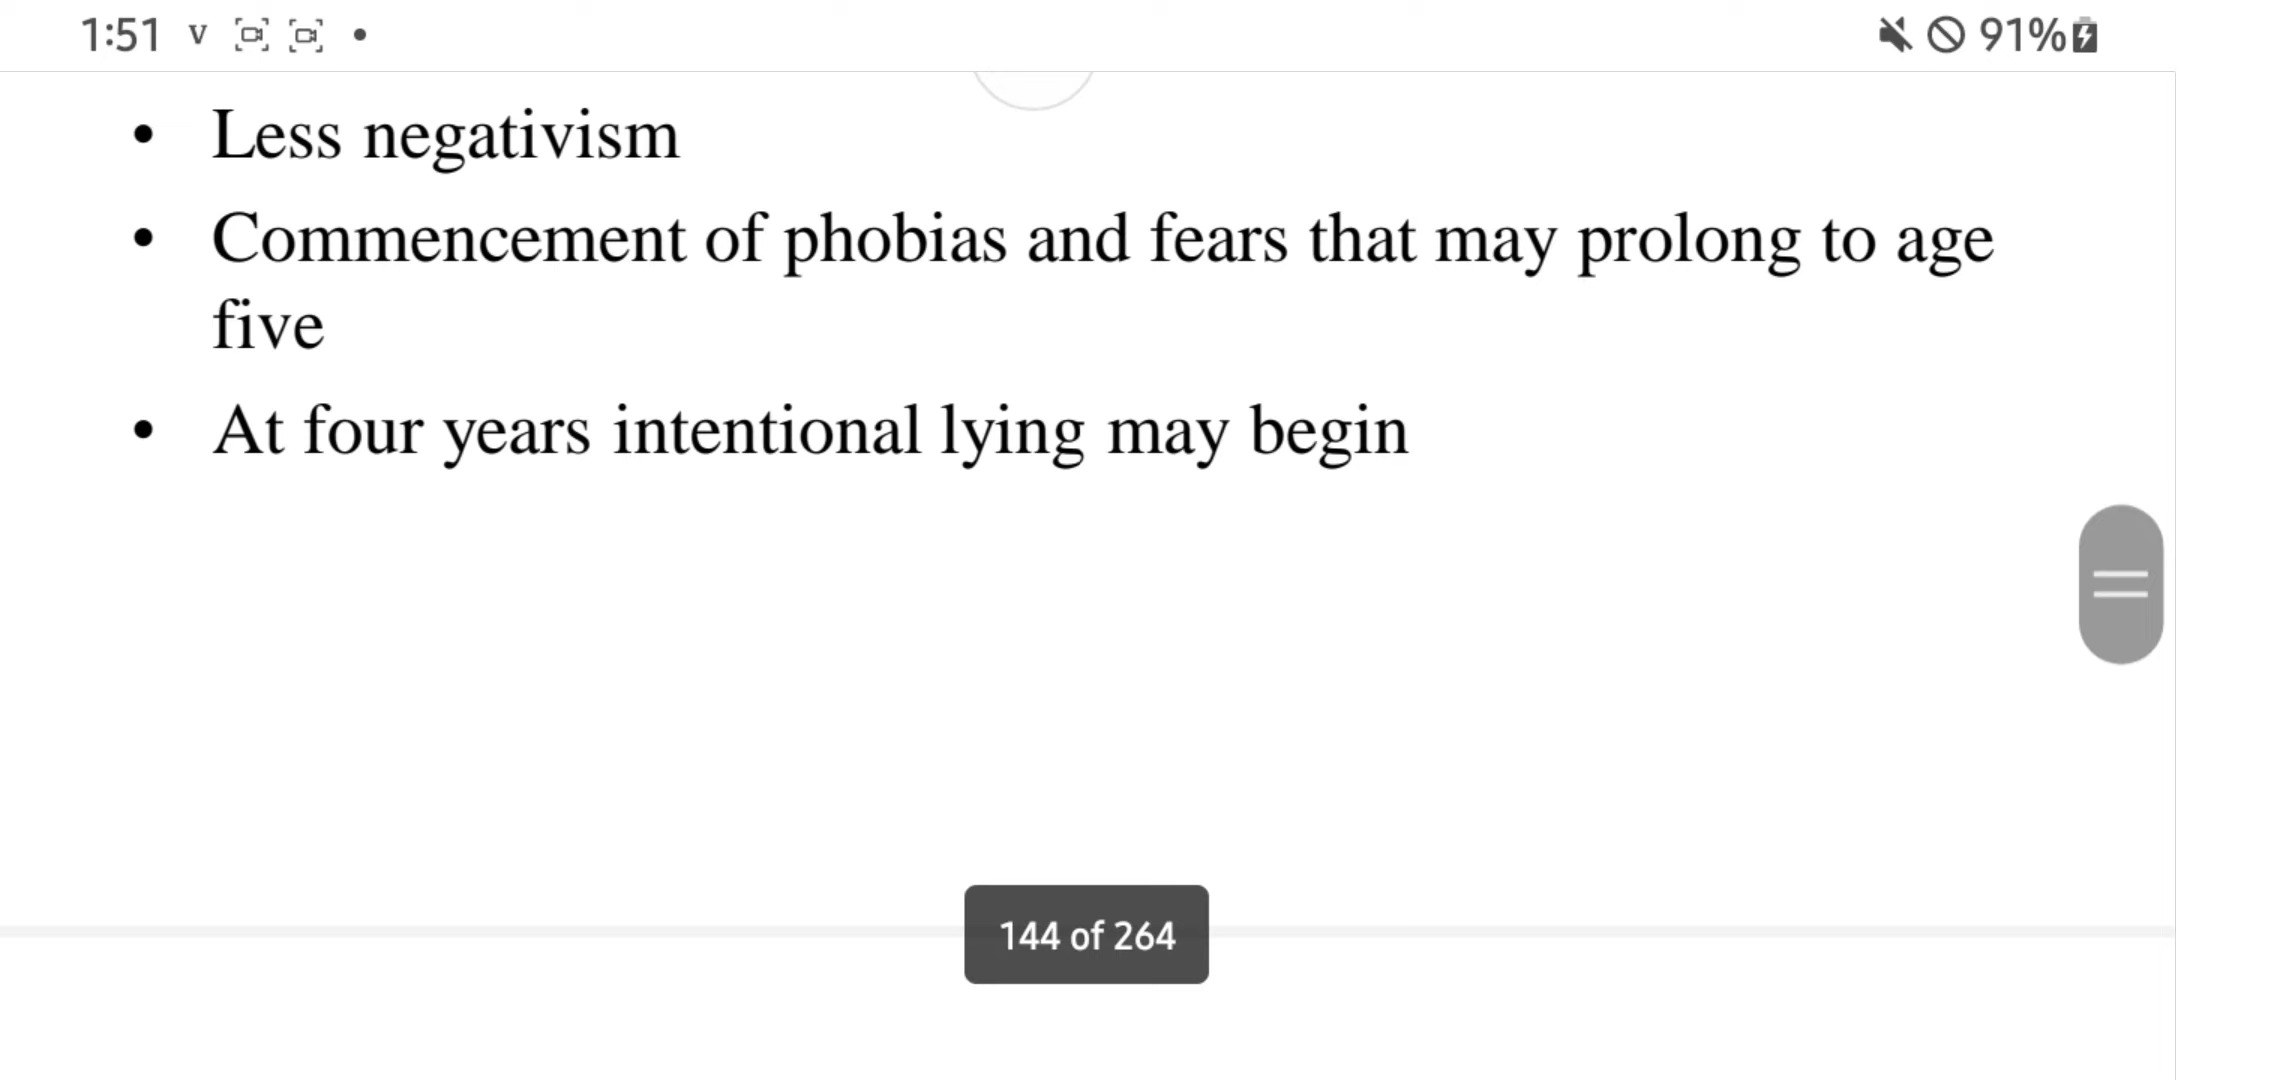 1:51 v
91%
• Less negativism
• Commencement of phobias and fears that may prolong to age
five
• At four years intentional lying may begin
144 of 264